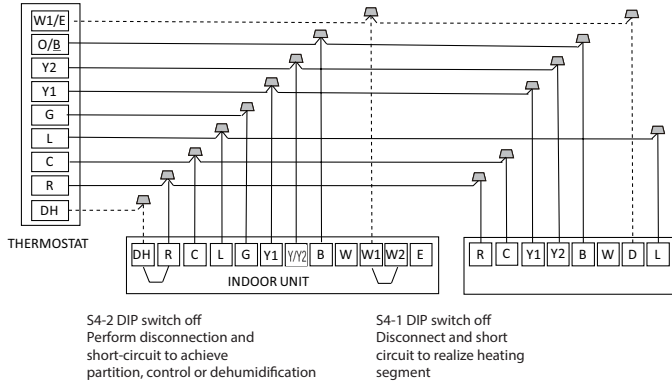 W1/E
O/B
Y2
Y1
G
L
C
R
DH
THERMOSTAT
DH R C L G Y1 Y/Y2 B W W1 W2 E
INDOOR UNIT
R C Y1 Y2 B W D L
S4-2 DIP switch off
Perform disconnection and
short-circuit to achieve
partition, control or dehumidification
S4-1 DIP switch off
Disconnect and short
circuit to realize heating
segment